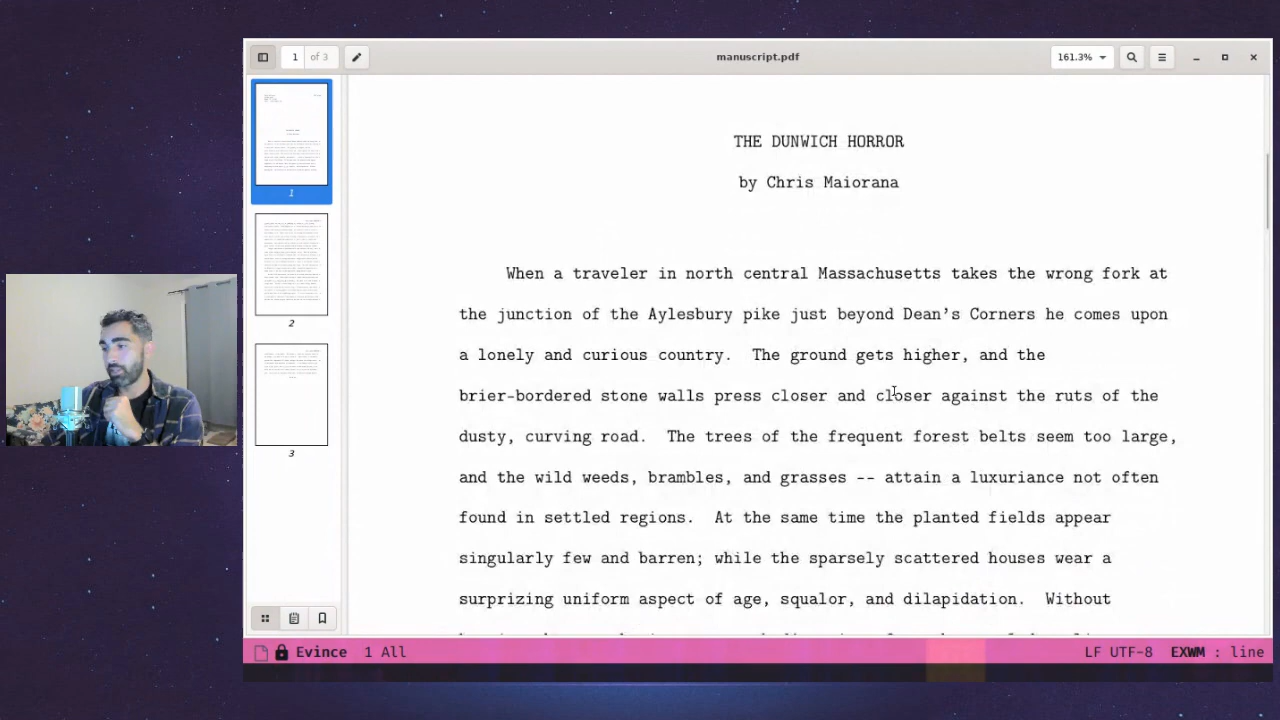 1 of 3
manuscript.pdf
161.3%
1
2
3
THE DUNWICH HORROR
by Chris Maiorana
When a traveler in north central Massachusetts takes the wrong fork at
the junction of the Aylesbury pike just beyond Dean's Corners he comes upon
a lonely and curious country.  The ground gets higher, and the
brier-bordered stone walls press closer and closer against the ruts of the
dusty, curving road.  The trees of the frequent forest belts seem too large,
and the wild weeds, brambles, and grasses -- attain a luxuriance not often
found in settled regions.  At the same time the planted fields appear
singularly few and barren; while the sparsely scattered houses wear a
surprizing uniform aspect of age, squalor, and dilapidation.  Without
Evince 1 All
LF UTF-8 EXWM : line